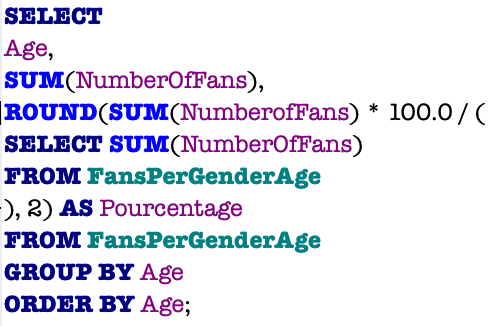 SELECT
Age,
SUM(NumberOfFans),
ROUND(SUM(NumberofFans) * 100.0 / (
SELECT SUM(NumberOfFans)
FROM FansPerGenderAge
), 2) AS Pourcentage
FROM FansPerGenderAge
GROUP BY Age
ORDER BY Age;